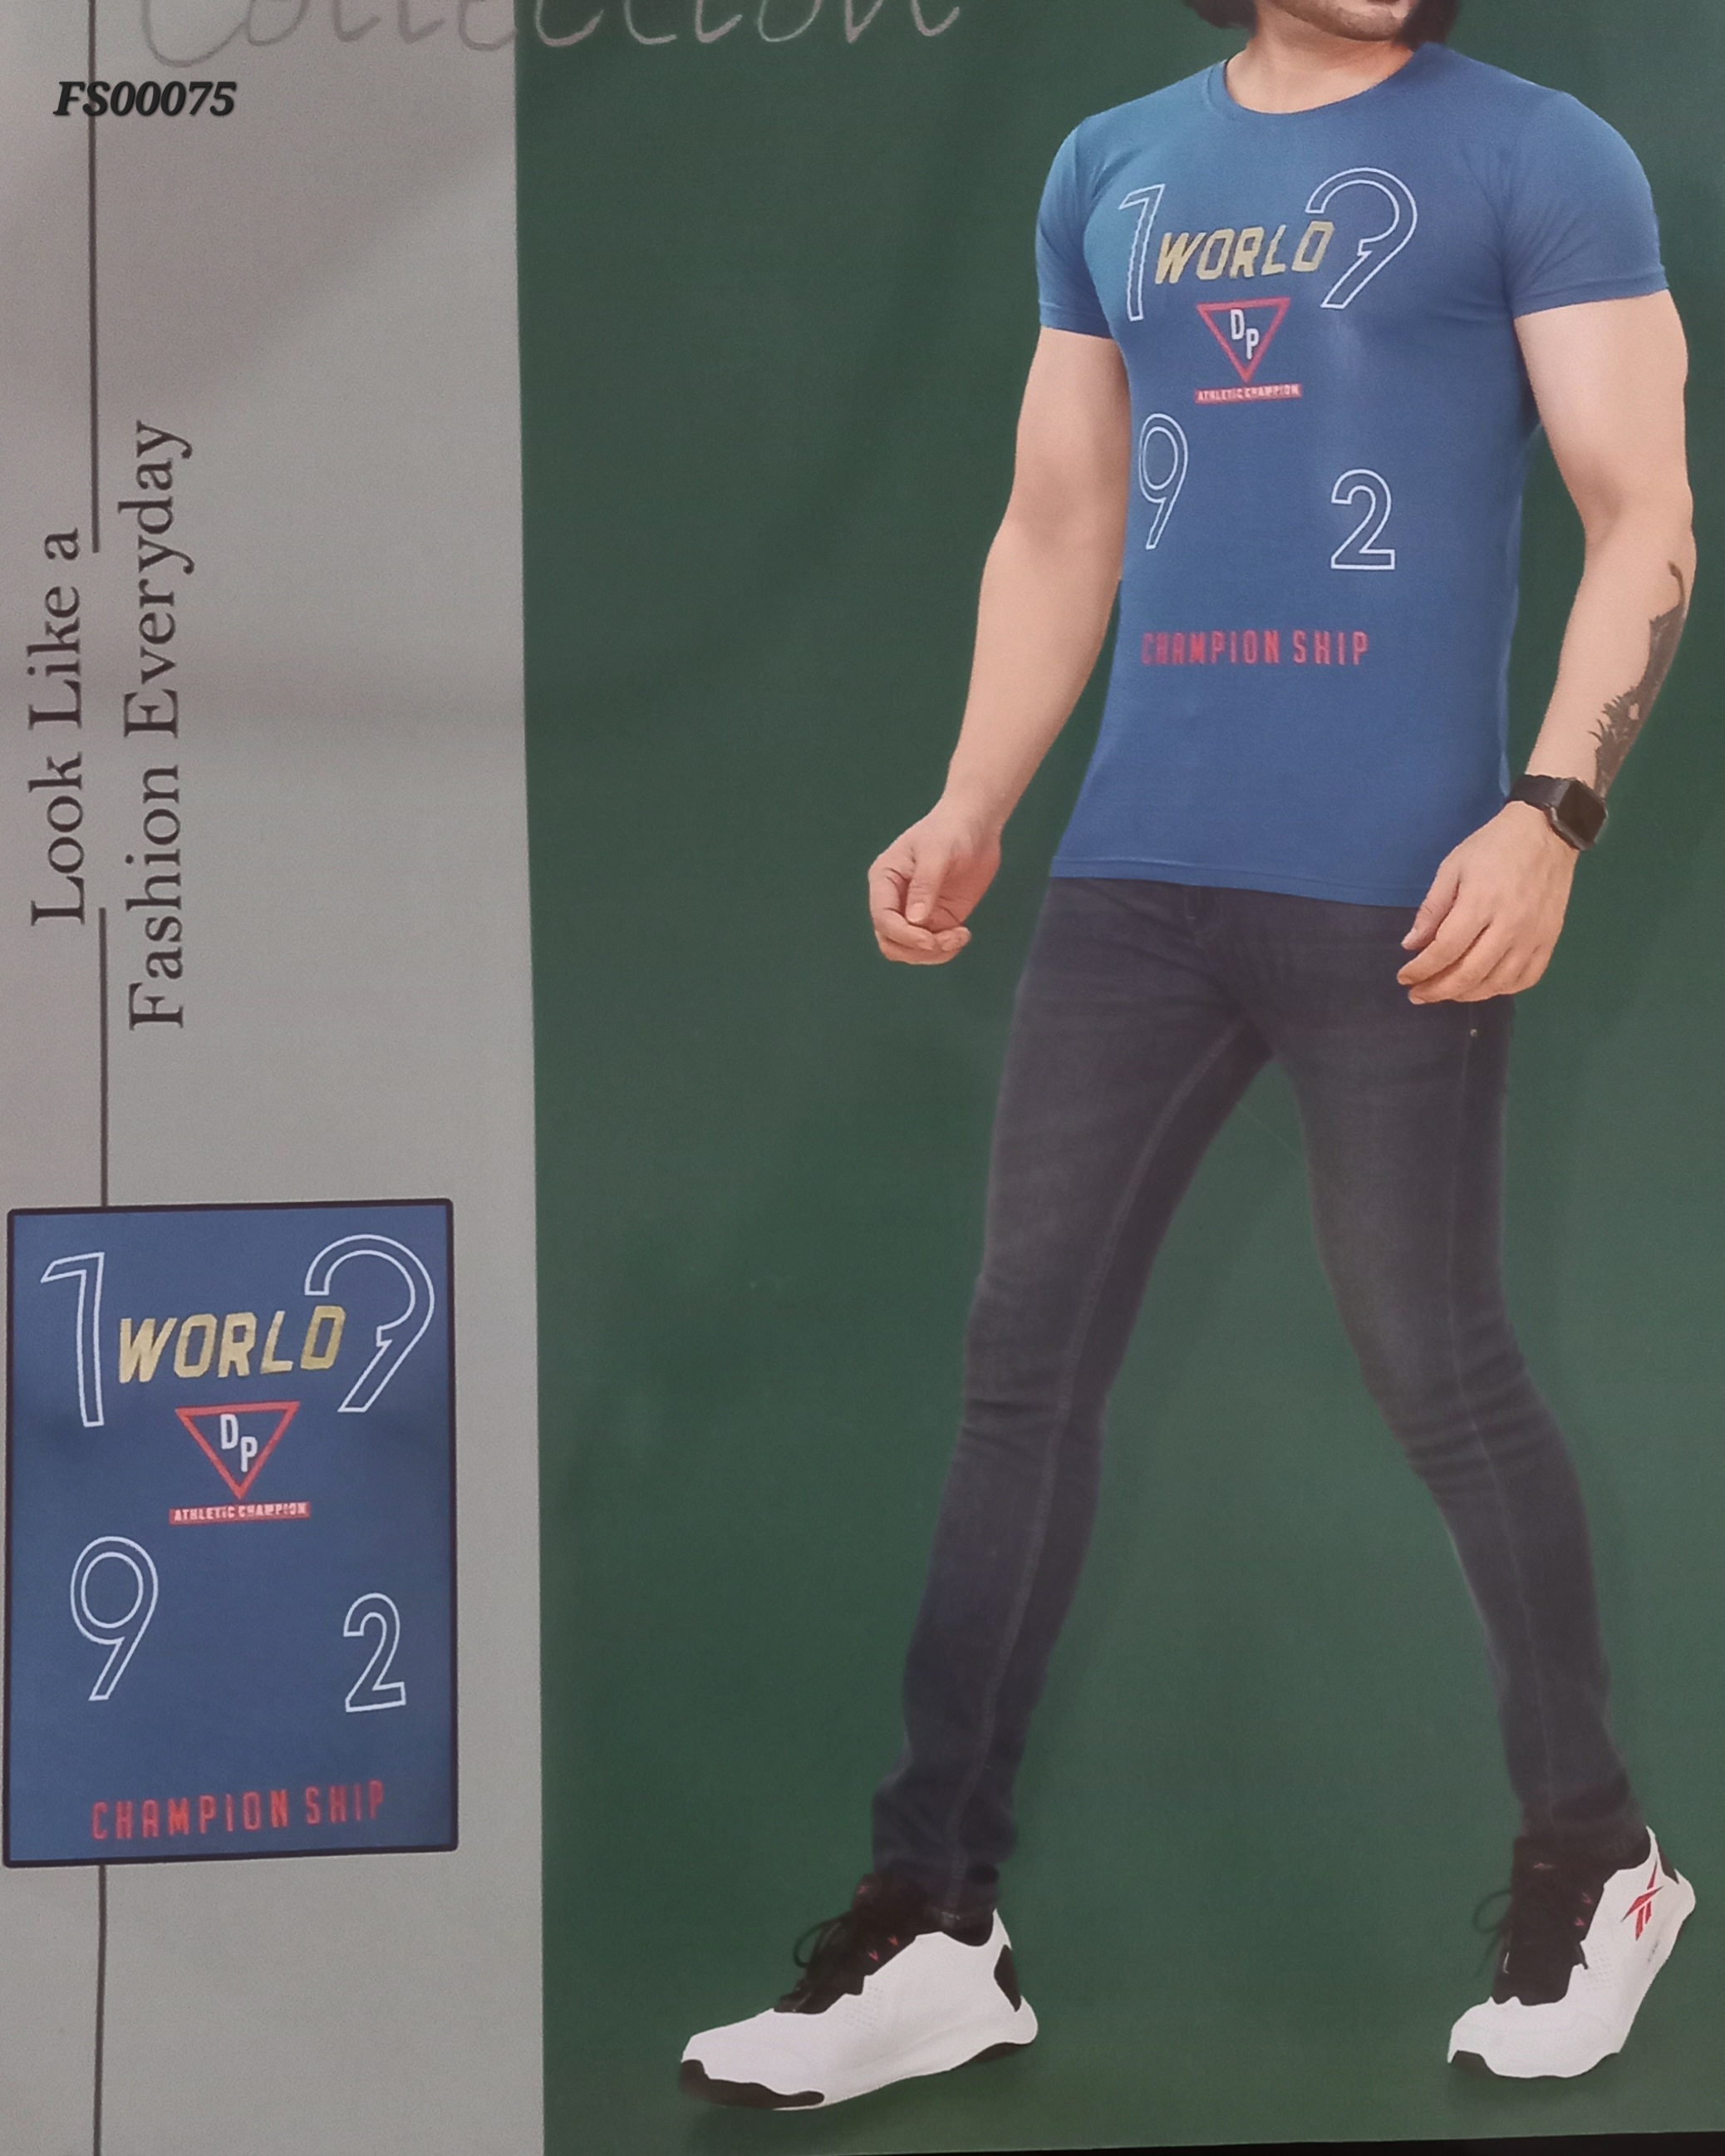 Collection
FS00075
Look Like a
Fashion Everyday
1 9
WORLD
DP
ATHLETIC CHAMPION
9 2
CHAMPION SHIP
1 9
WORLD
DP
ATHLETIC CHAMPION
9 2
CHAMPION SHIP